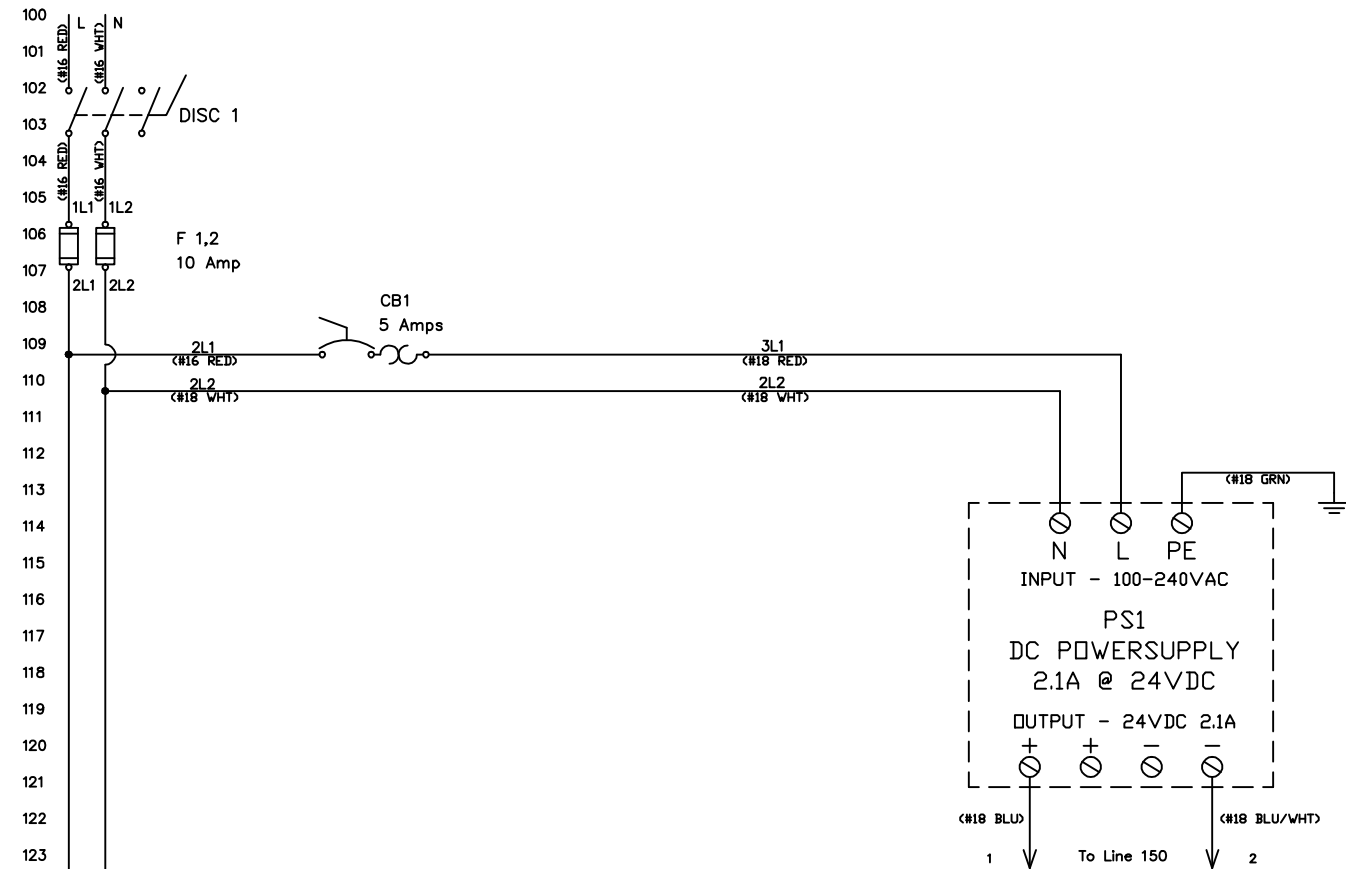 100
L N
(#16 RED) (#16 WHT)
101
102
DISC 1
103
104
(#16 RED) (#16 WHT)
105
1L1 1L2
106
F 1,2
10 Amp
107
2L1 2L2
108
CB1
5 Amps
109
2L1 3L1
(#16 RED) (#18 RED)
110
2L2 2L2
(#18 WHT) (#18 WHT)
111
112
113
(#18 GRN)
114
N L PE
115
INPUT - 100-240VAC
116
117
PS1
DC POWERSUPPLY
118
2.1A @ 24VDC
119
OUTPUT - 24VDC 2.1A
120
+ + - -
121
122
(#18 BLU) (#18 BLU/WHT)
123
1 To Line 150 2